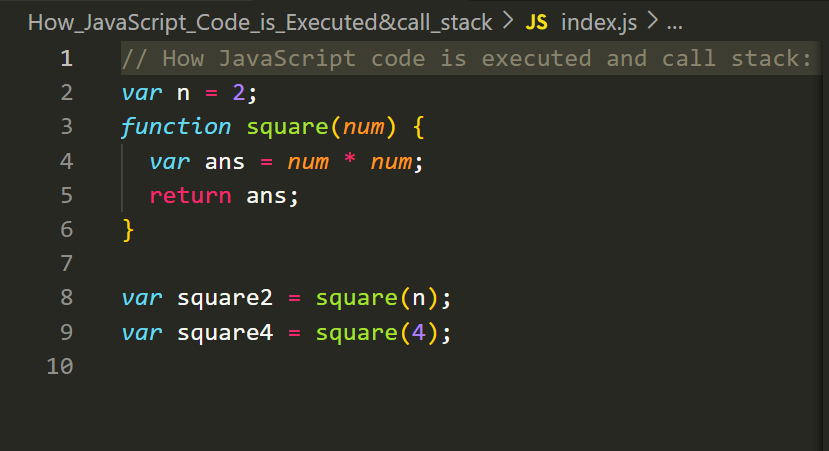 How_JavaScript_Code_is_Executed&call_stack > JS index.js > ...
1 // How JavaScript code is executed and call stack:
2 var n = 2;
3 function square(num) {
4   var ans = num * num;
5   return ans;
6 }
7
8 var square2 = square(n);
9 var square4 = square(4);
10